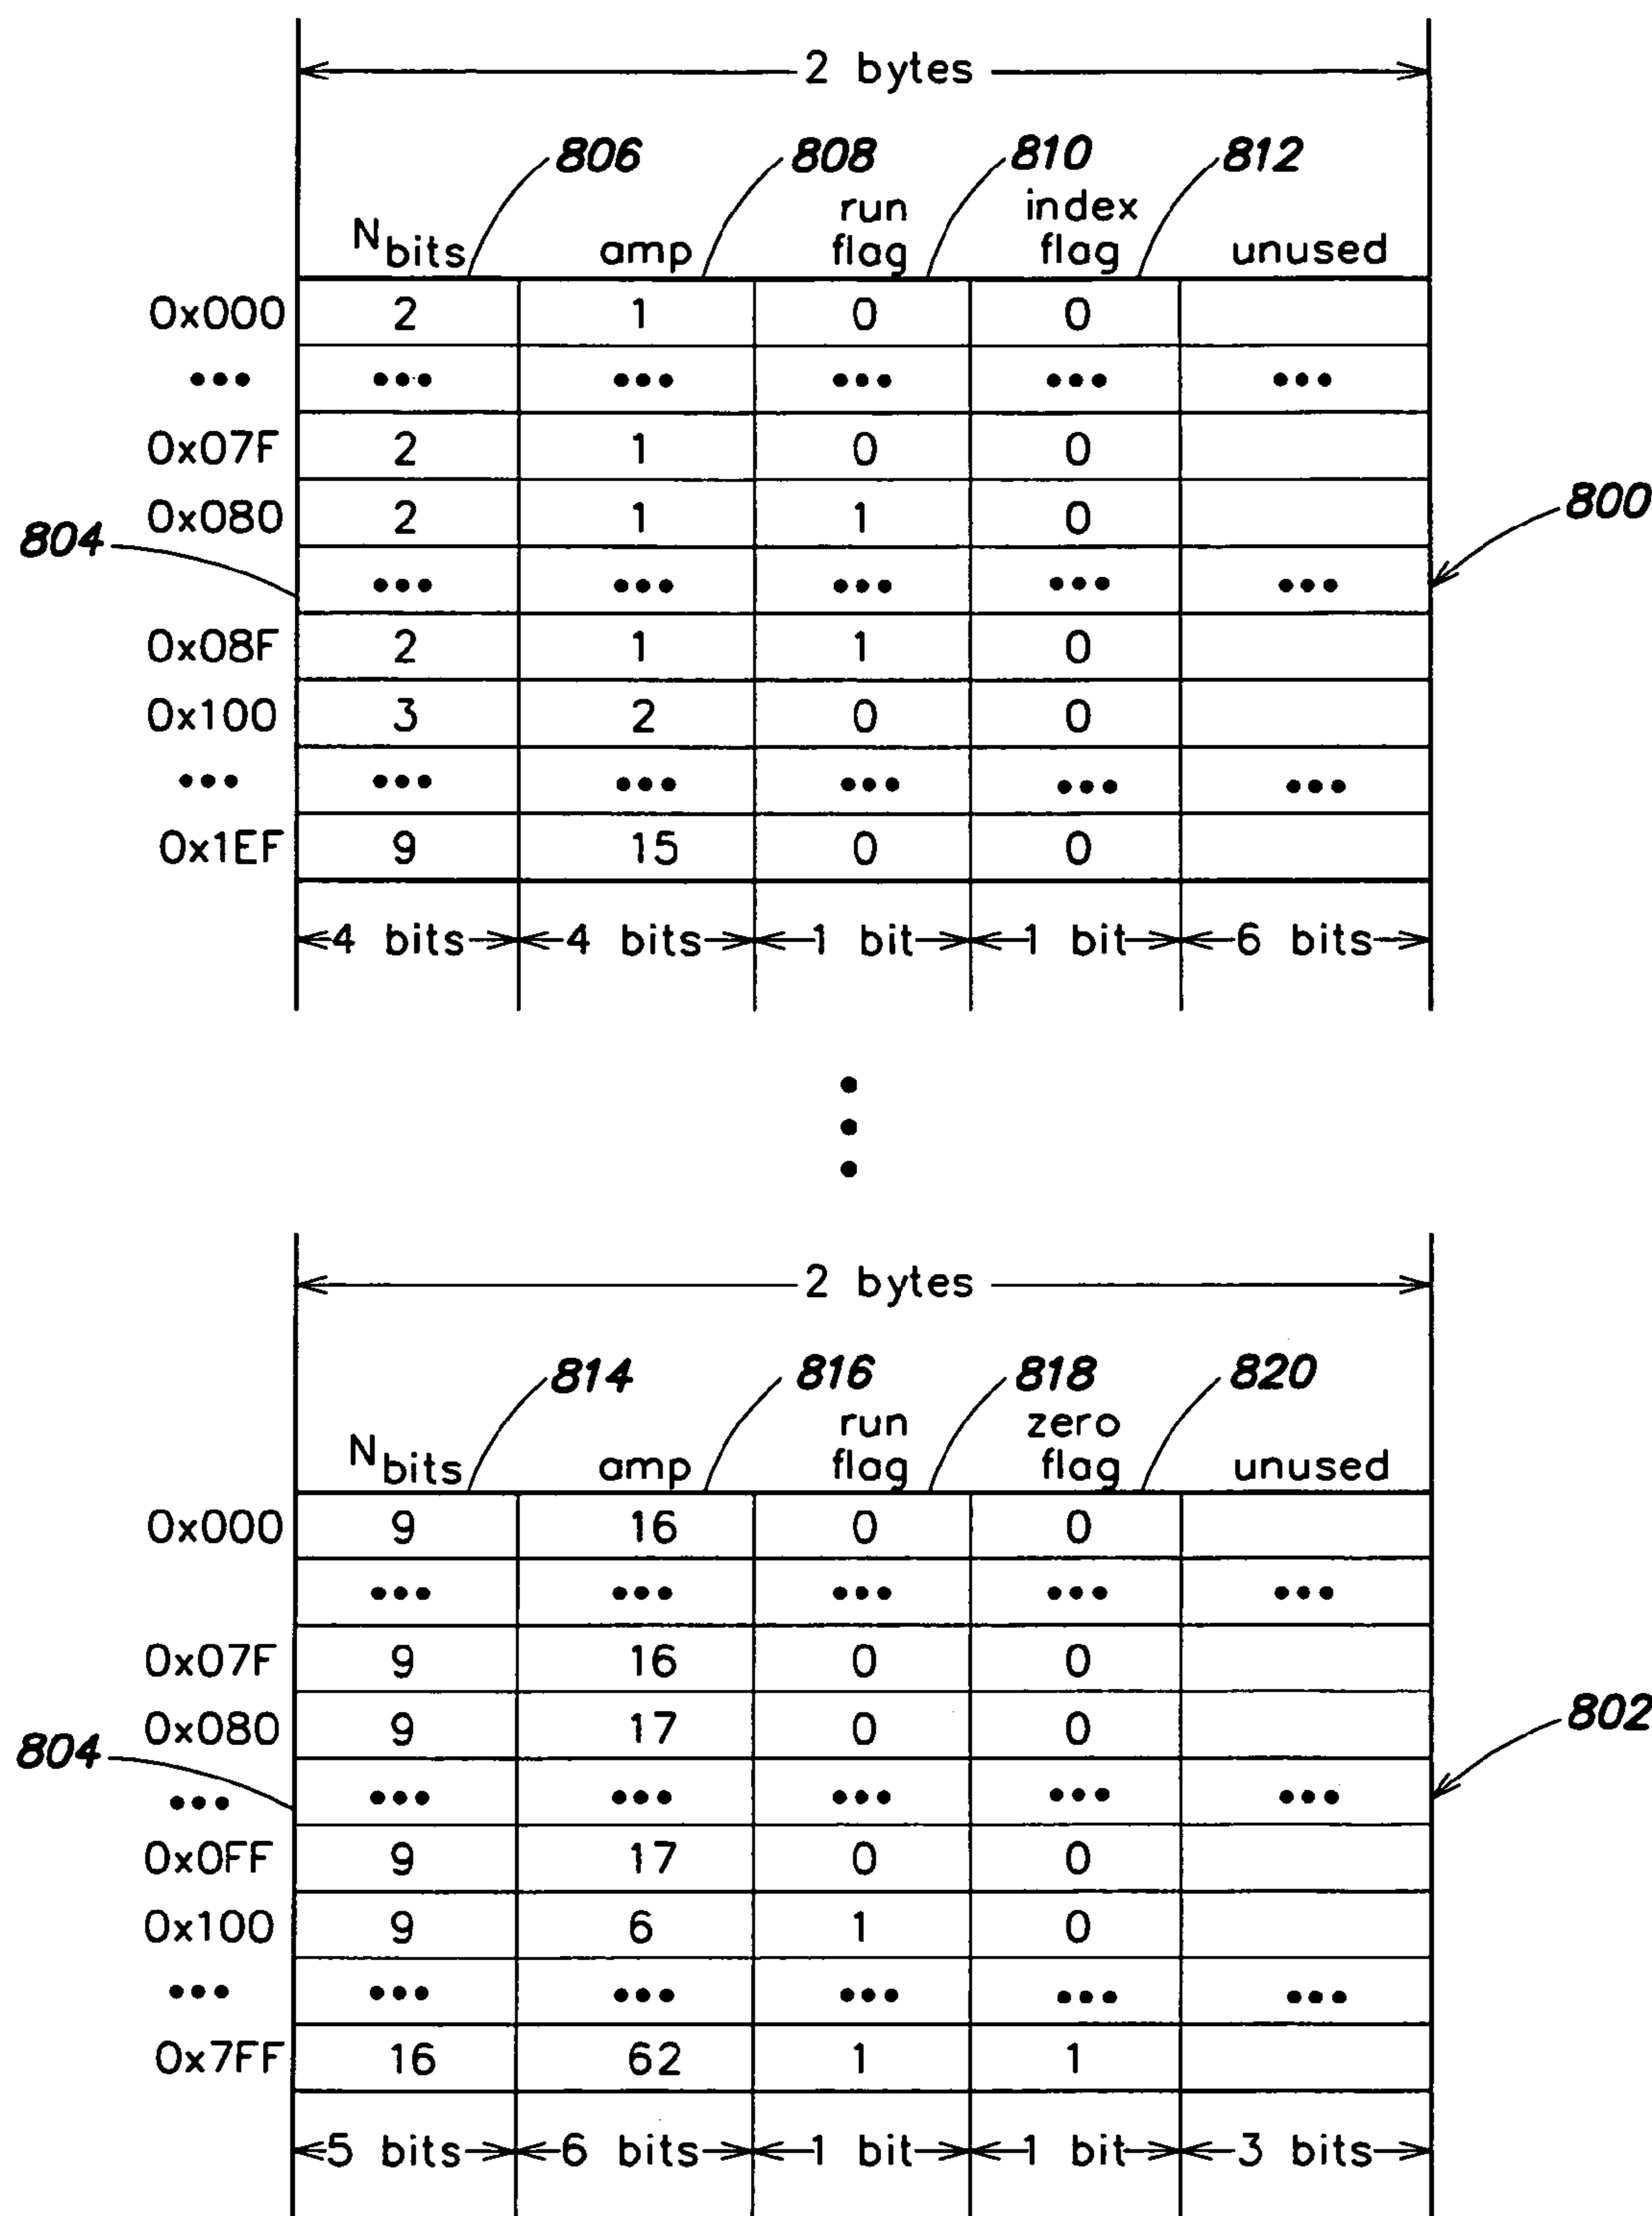 2 bytes
806 808 810 812
run index
N bits amp flag flag unused
0x000 2 1 0 0
••• ••• ••• ••• ••• •••
0x07F 2 1 0 0
0x080 2 1 1 0
800
804
••• ••• ••• ••• •••
0x08F 2 1 1 0
0x100 3 2 0 0
••• ••• ••• ••• ••• •••
0x1EF 9 15 0 0
4 bits 4 bits 1 bit 1 bit 6 bits
2 bytes
814 816 818 820
run zero
N bits amp flag flag unused
0x000 9 16 0 0
••• ••• ••• ••• •••
0x07F 9 16 0 0
0x080 9 17 0 0
802
804
••• ••• ••• ••• ••• •••
0x0FF 9 17 0 0
0x100 9 6 1 0
••• ••• ••• ••• ••• •••
0x7FF 16 62 1 1
5 bits 6 bits 1 bit 1 bit 3 bits